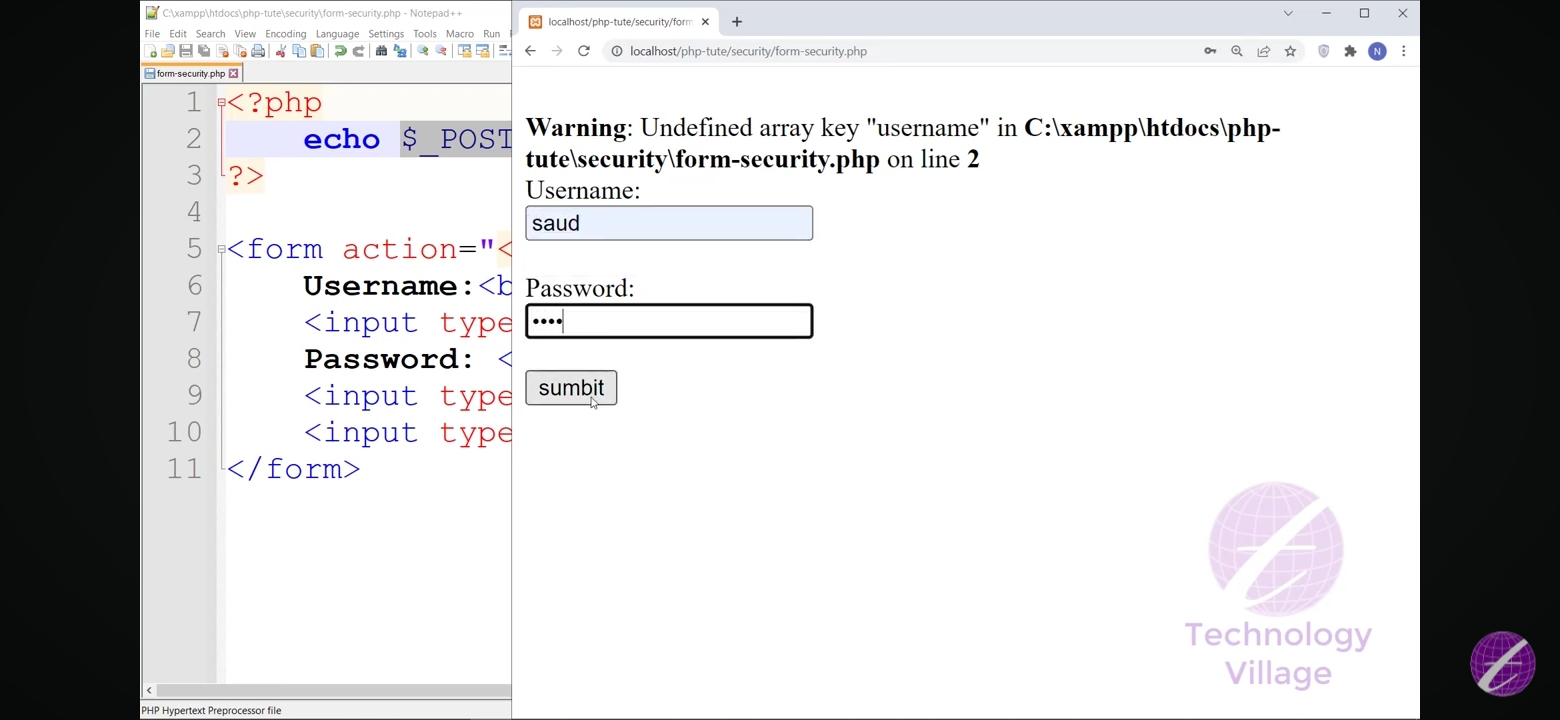 C:\xampp\htdocs\php-tute\security\form-security.php - Notepad++
File Edit Search View Encoding Language Settings Tools Macro Run
form-security.php
1 <?php
2 echo $_POST
3 ?>
4
5 <form action="<
6 Username:<b
7 <input type
8 Password: <
9 <input type
10 <input type
11 </form>
PHP Hypertext Preprocessor file
localhost/php-tute/security/form
localhost/php-tute/security/form-security.php
N
Warning: Undefined array key "username" in C:\xampp\htdocs\php-
tute\security\form-security.php on line 2
Username:
saud
Password:
••••
sumbit
Technology
Village